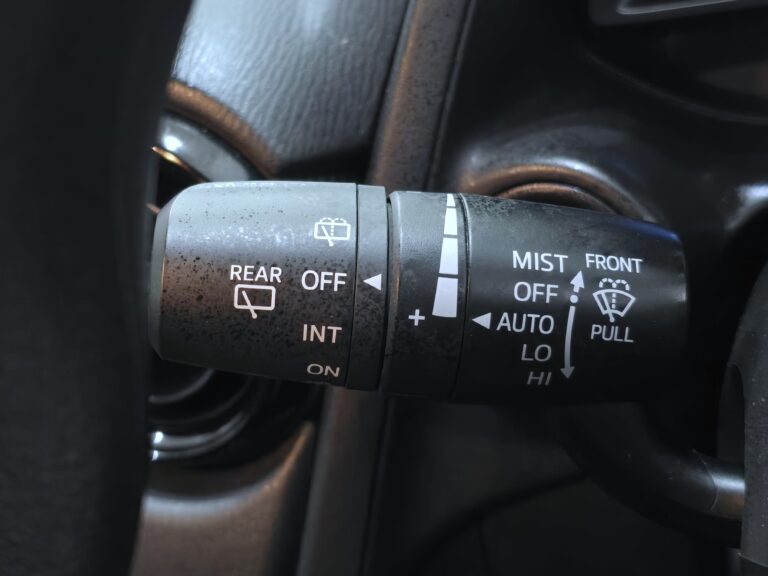 REAR
OFF
INT
ON
+
MIST
OFF
AUTO
LO
HI
FRONT
PULL